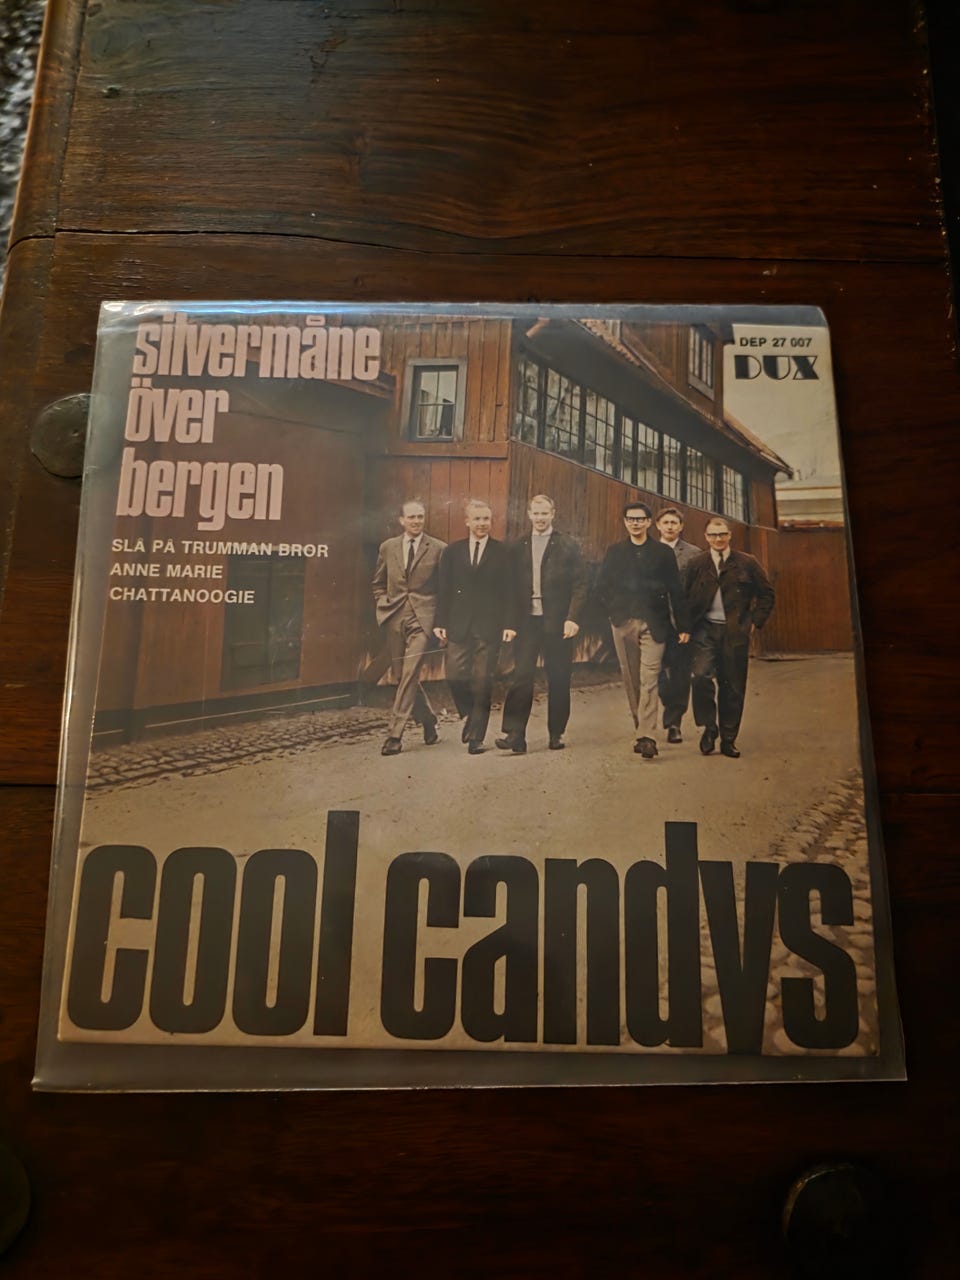 silvermåne
över
bergen
SLÅ PÅ TRUMMAN BROR
ANNE MARIE
CHATTANOOGIE
DEP 27 007
DUX
cool candys